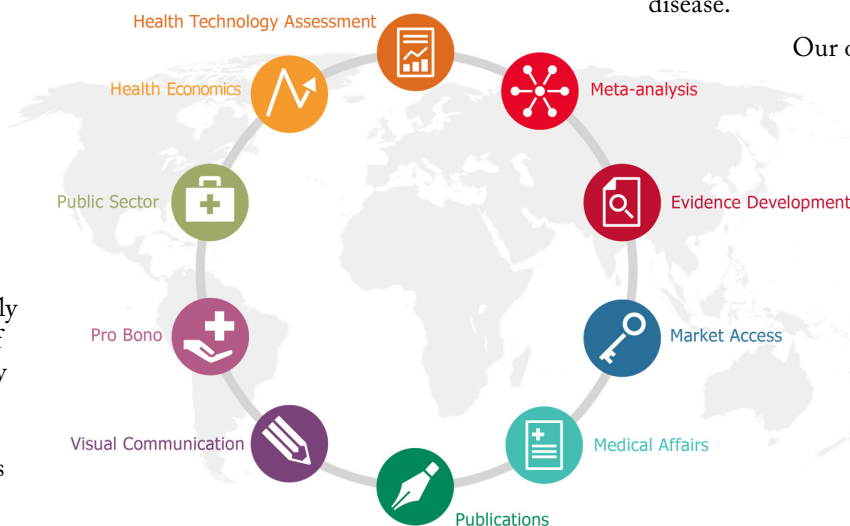 disease.
Our
Health Technology Assessment
Health Economics
Meta-analysis
Public Sector
Evidence Development
Pro Bono
Market Access
Visual Communication
Medical Affairs
Publications